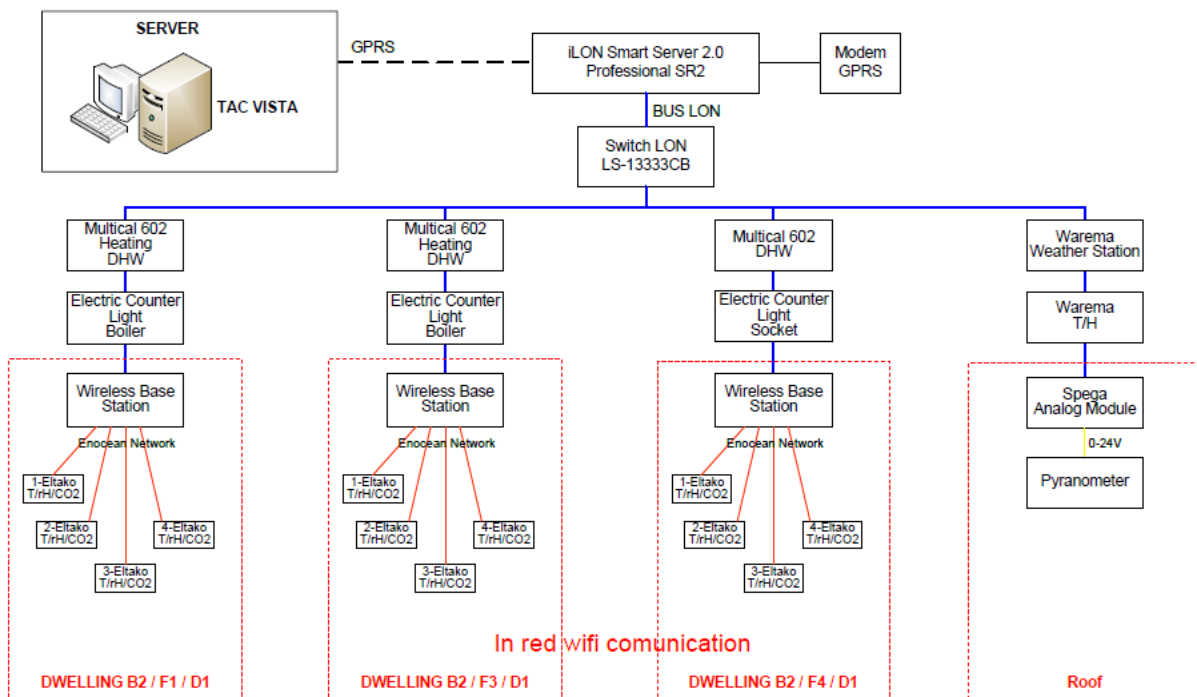 SERVER
TAC VISTA
GPRS
iLON Smart Server 2.0
Professional SR2
Modem
GPRS
BUS LON
Switch LON
LS-13333CB
Multical 602
Heating
DHW
Multical 602
Heating
DHW
Multical 602
DHW
Warema
Weather Station
Electric Counter
Light
Boiler
Electric Counter
Light
Boiler
Electric Counter
Light
Socket
Warema
T/H
Wireless Base
Station
Wireless Base
Station
Wireless Base
Station
Spega
Analog Module
Enocean Network
Enocean Network
Enocean Network
0-24V
1-Eltako
T/rH/CO2
2-Eltako
T/rH/CO2
3-Eltako
T/rH/CO2
4-Eltako
T/rH/CO2
1-Eltako
T/rH/CO2
2-Eltako
T/rH/CO2
3-Eltako
T/rH/CO2
4-Eltako
T/rH/CO2
1-Eltako
T/rH/CO2
2-Eltako
T/rH/CO2
3-Eltako
T/rH/CO2
4-Eltako
T/rH/CO2
Pyranometer
In red wifi comunication
DWELLING B2 / F1 / D1
DWELLING B2 / F3 / D1
DWELLING B2 / F4 / D1
Roof